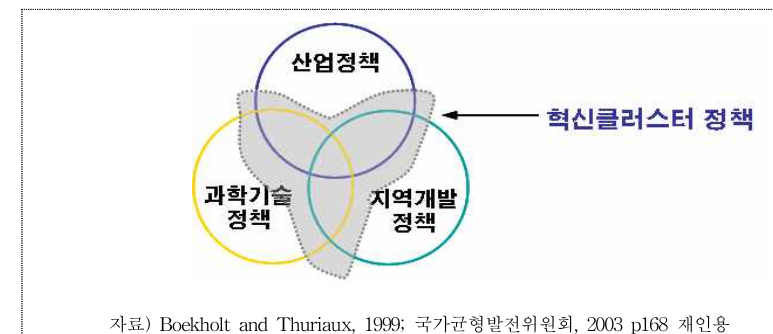 산업정책
혁신클러스터 정책
과학기술
정책
지역개발
정책
자료) Boekholt and Thuriaux, 1999; 국가균형발전위원회, 2003 p168 재인용